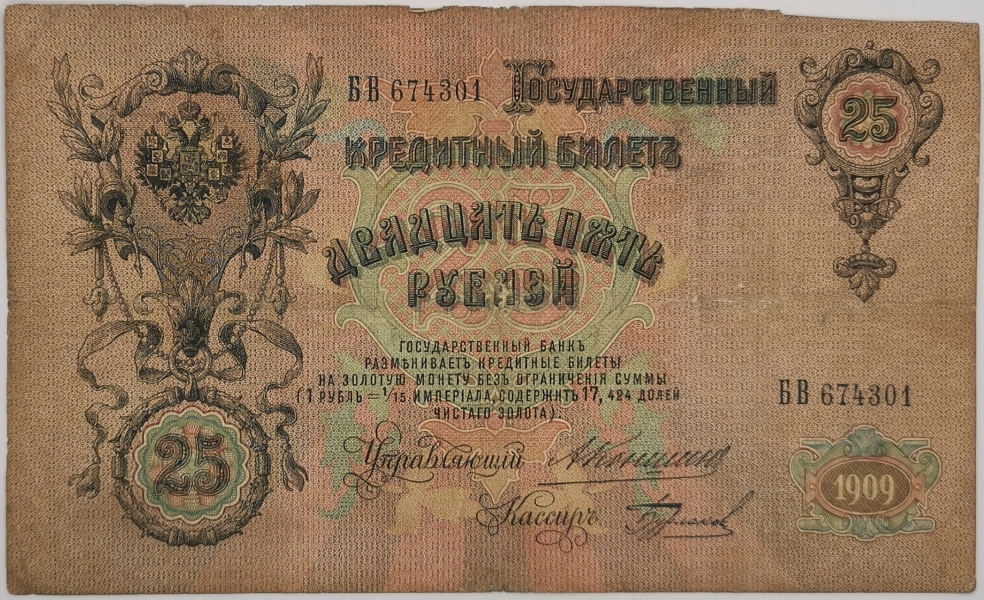 БВ 674301 Государственный
25
КРЕДИТНЫЙ БИЛЕТЪ
ДВАДЦАТЬ ПЯТЬ
РУБЛЕЙ
ГОСУДАРСТВЕННЫЙ БАНКЪ
РАЗМѢНИВАЕТЪ КРЕДИТНЫЕ БИЛЕТЫ
НА ЗОЛОТУЮ МОНЕТУ БЕЗЪ ОГРАНИЧЕНІЯ СУММЫ
(1 РУБЛЬ = 1/15 ИМПЕРІАЛА, СОДЕРЖИТЪ 17, 424 ДОЛЕЙ
ЧИСТАГО ЗОЛОТА).
БВ 674301
25
Управляющій
А Коншинъ
1909
Кассиръ